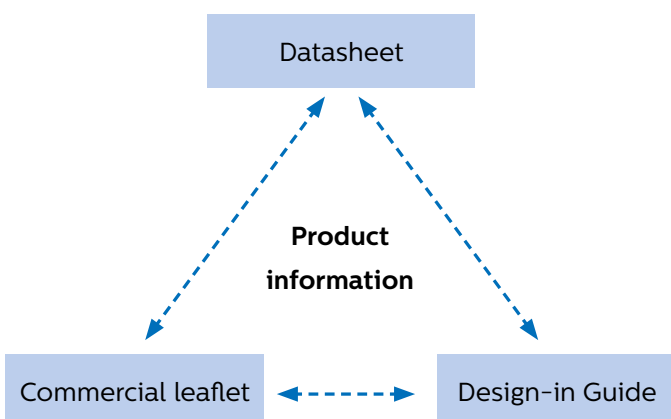 Datasheet
Product
information
Commercial leaflet
Design-in Guide